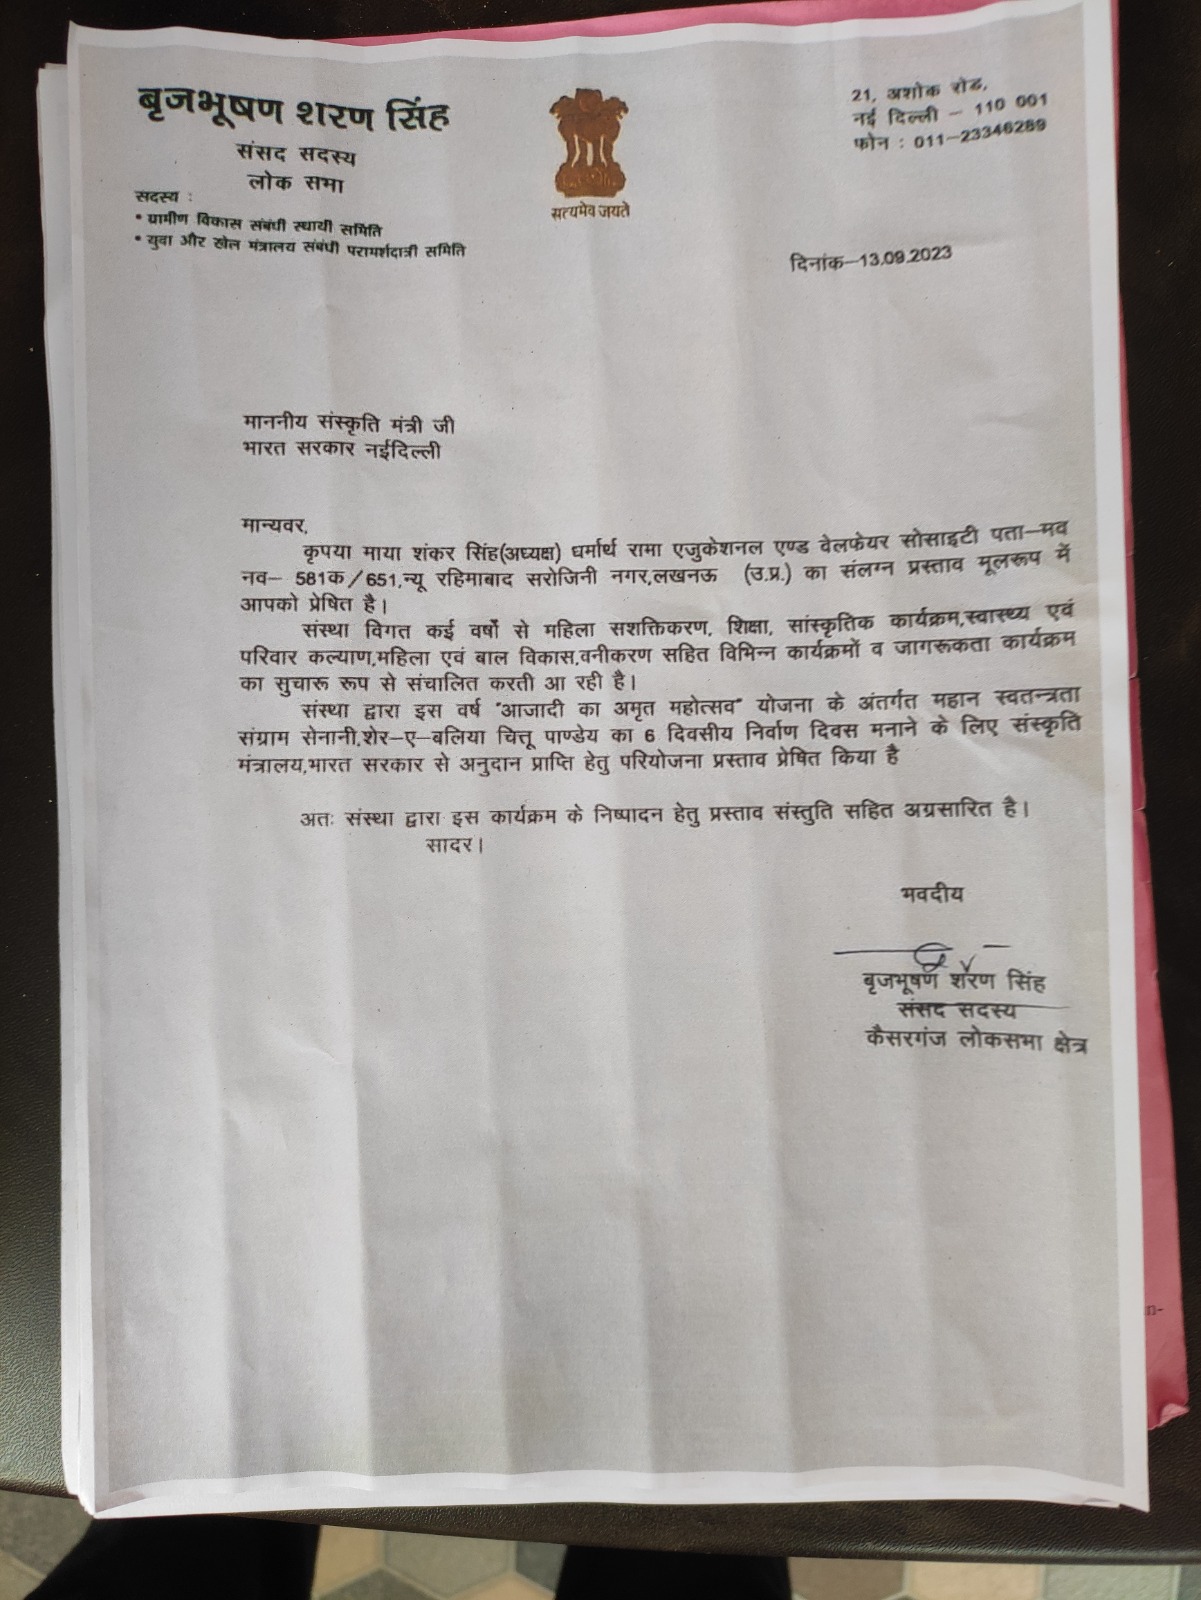 बृजभूषण शरण सिंह
संसद सदस्य
लोक सभा
सदस्य :
• ग्रामीण विकास संबंधी स्थायी समिति
• युवा और खेल मंत्रालय संबंधी परामर्शदात्री समिति
सत्यमेव जयते
21, अशोक रोड,
नई दिल्ली – 110 001
फोन : 011–23346289
दिनांक–13.09.2023
माननीय संस्कृति मंत्री जी
भारत सरकार नईदिल्ली
मान्यवर,
कृपया माया शंकर सिंह(अध्यक्ष) धर्मार्थ रामा एजुकेशनल एण्ड वेलफेयर सोसाइटी पता–मव
नव– 581क/651,न्यू रहिमाबाद सरोजिनी नगर,लखनऊ (उ.प्र.) का संलग्न प्रस्ताव मूलरूप में
आपको प्रेषित है।
संस्था विगत कई वर्षो से महिला सशक्तिकरण, शिक्षा, सांस्कृतिक कार्यक्रम,स्वास्थ्य एवं
परिवार कल्याण,महिला एवं बाल विकास,वनीकरण सहित विभिन्न कार्यक्रमों व जागरूकता कार्यक्रम
का सुचारू रूप से संचालित करती आ रही है।
संस्था द्वारा इस वर्ष "आजादी का अमृत महोत्सव" योजना के अंतर्गत महान स्वतन्त्रता
संग्राम सेनानी,शेर–ए–बलिया चित्तू पाण्डेय का 6 दिवसीय निर्वाण दिवस मनाने के लिए संस्कृति
मंत्रालय,भारत सरकार से अनुदान प्राप्ति हेतु परियोजना प्रस्ताव प्रेषित किया है
अतः संस्था द्वारा इस कार्यक्रम के निष्पादन हेतु प्रस्ताव संस्तुति सहित अग्रसारित है।
सादर।
भवदीय
बृजभूषण शरण सिंह
संसद सदस्य
कैसरगंज लोकसभा क्षेत्र